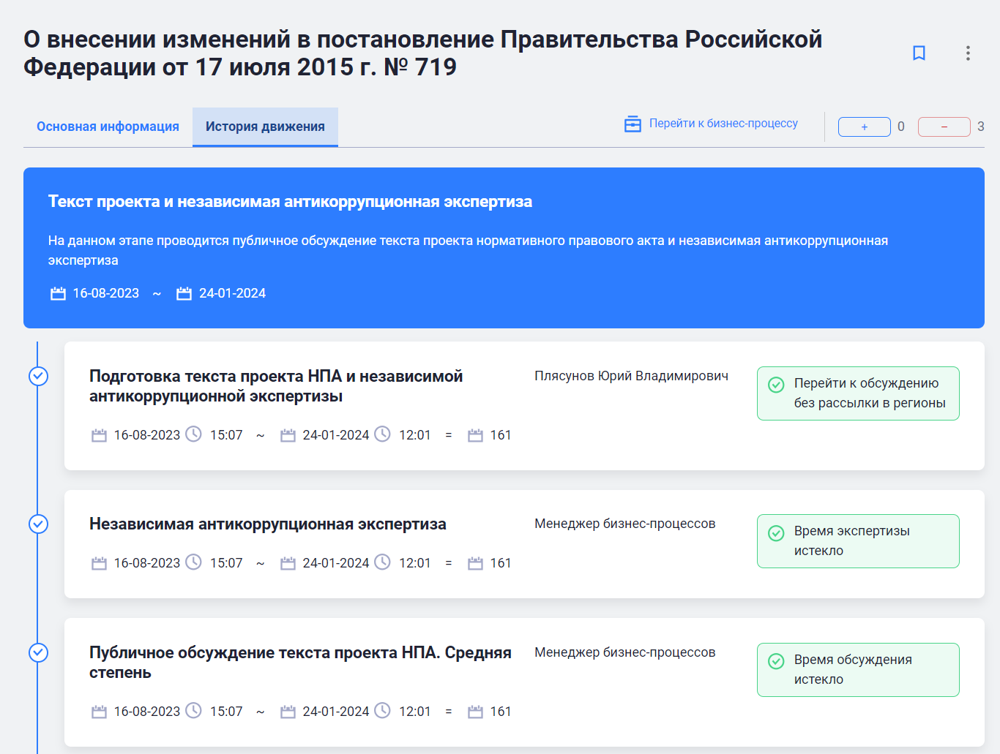 О внесении изменений в постановление Правительства Российской
Федерации от 17 июля 2015 г. № 719
Основная информация
История движения
Перейти к бизнес-процессу
+ 0
− 3
Текст проекта и независимая антикоррупционная экспертиза
На данном этапе проводится публичное обсуждение текста проекта нормативного правового акта и независимая антикоррупционная
экспертиза
16-08-2023 ~ 24-01-2024
Подготовка текста проекта НПА и независимой
антикоррупционной экспертизы
Плясунов Юрий Владимирович
Перейти к обсуждению
без рассылки в регионы
16-08-2023 15:07 ~ 24-01-2024 12:01 = 161
Независимая антикоррупционная экспертиза
Менеджер бизнес-процессов
Время экспертизы
истекло
16-08-2023 15:07 ~ 24-01-2024 12:01 = 161
Публичное обсуждение текста проекта НПА. Средняя
степень
Менеджер бизнес-процессов
Время обсуждения
истекло
16-08-2023 15:07 ~ 24-01-2024 12:01 = 161